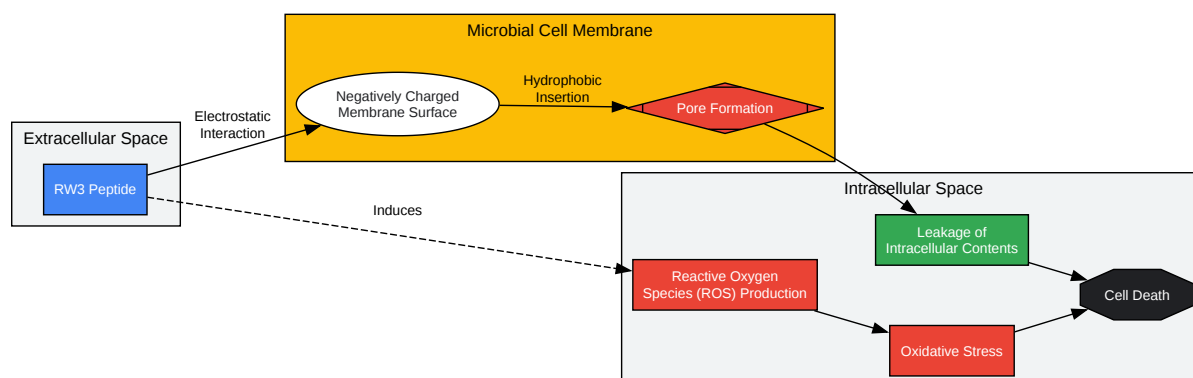 Microbial Cell Membrane
Hydrophobic
Insertion
Negatively Charged
Membrane Surface
Pore Formation
Electrostatic
Interaction
Extracellular Space
RW3 Peptide
Induces
Intracellular Space
Leakage of
Intracellular Contents
Reactive Oxygen
Species (ROS) Production
Cell Death
Oxidative Stress